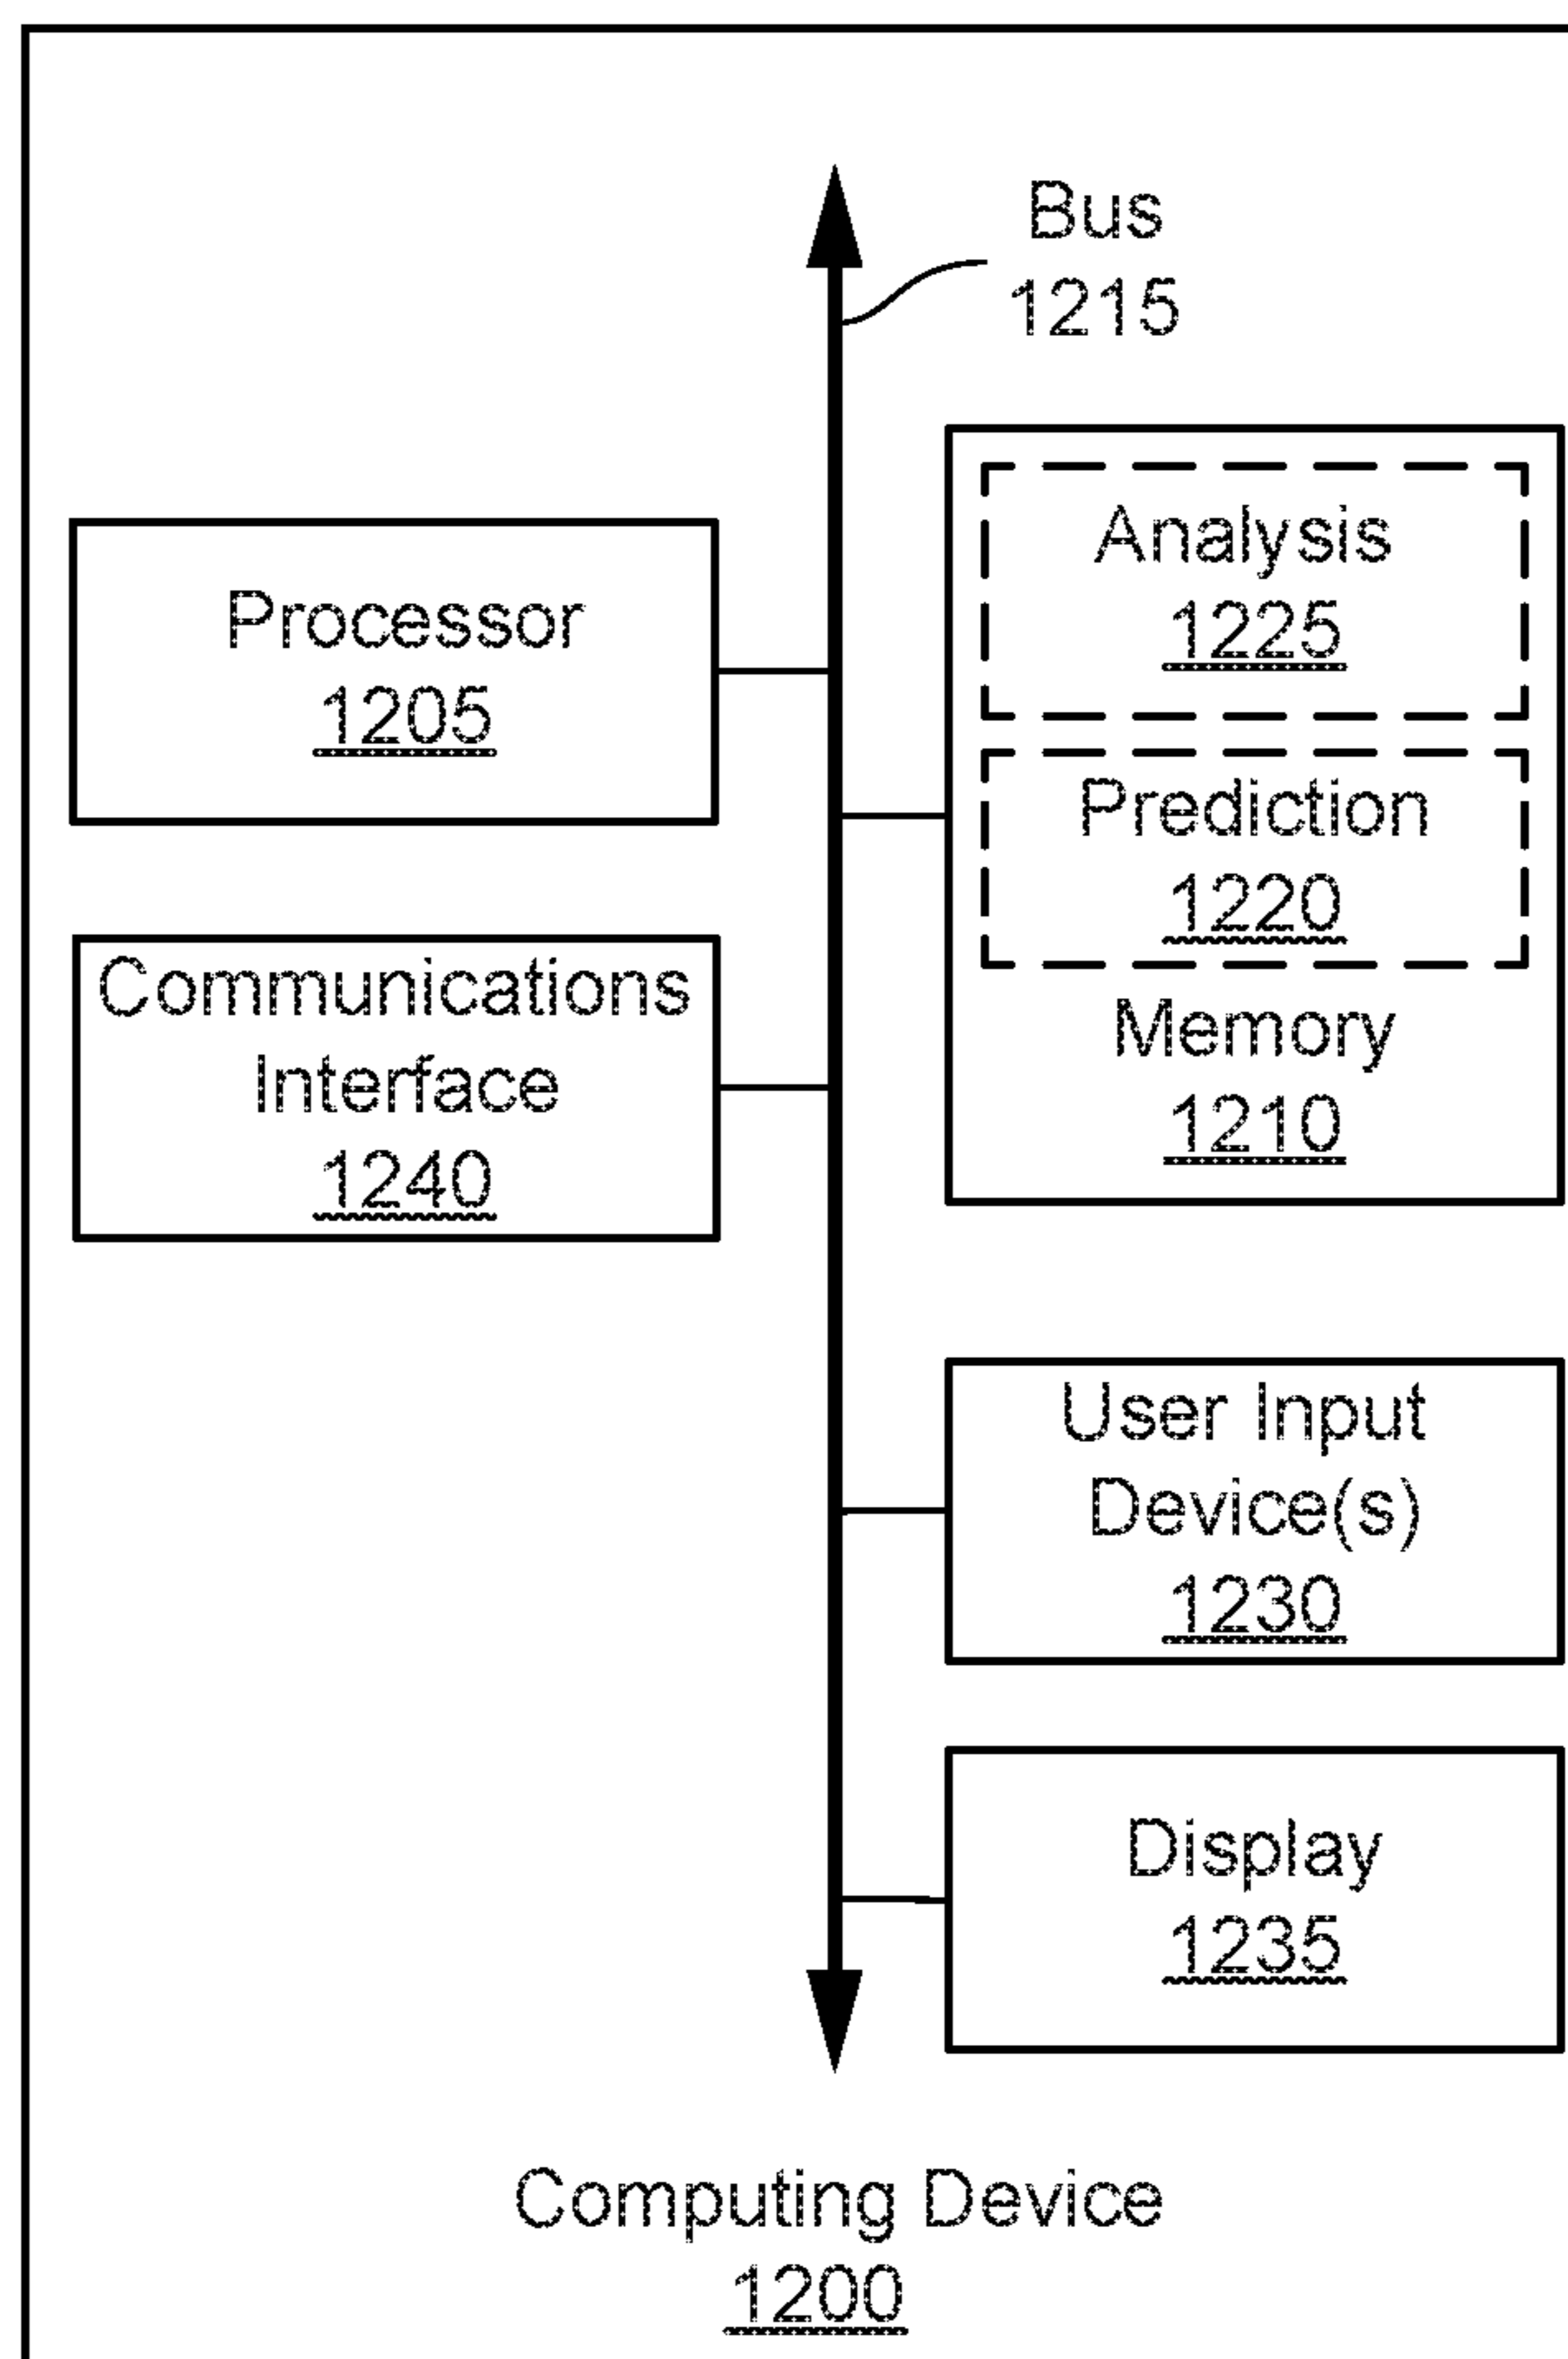 Bus
1215
Analysis
1225
Processor
1205
Prediction
1220
Communications
Interface
1240
Memory
1210
User Input
Device(s)
1230
Display
1235
Computing Device
1200